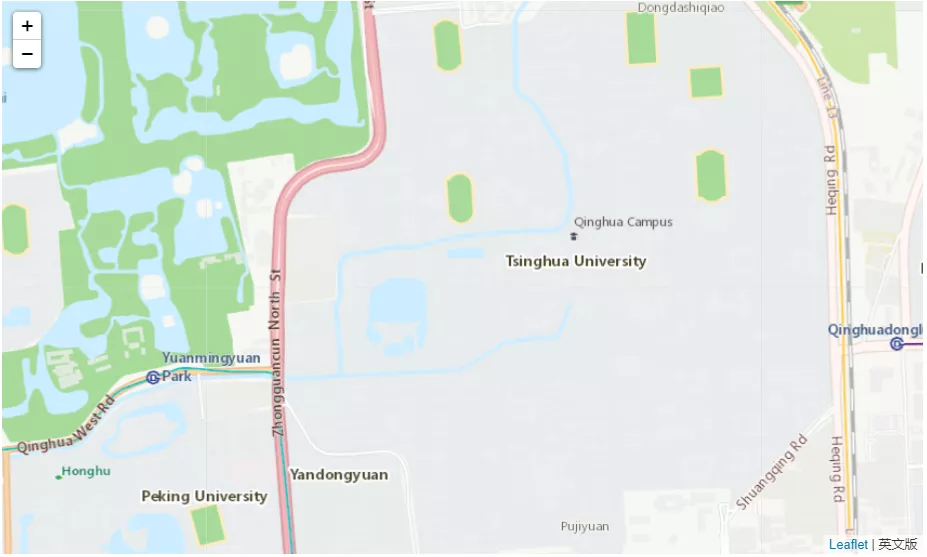 +
−
Dongdashiqiao
Line 13
Heqing Rd
Qinghua Campus
Tsinghua University
Zhongguancun North St
Yuanmingyuan
Park
Qinghuadonglu
Qinghua West Rd
Heqing Rd
Shuangqing Rd
Honghu
Yandongyuan
Peking University
Pujiyuan
Leaflet | 英文版